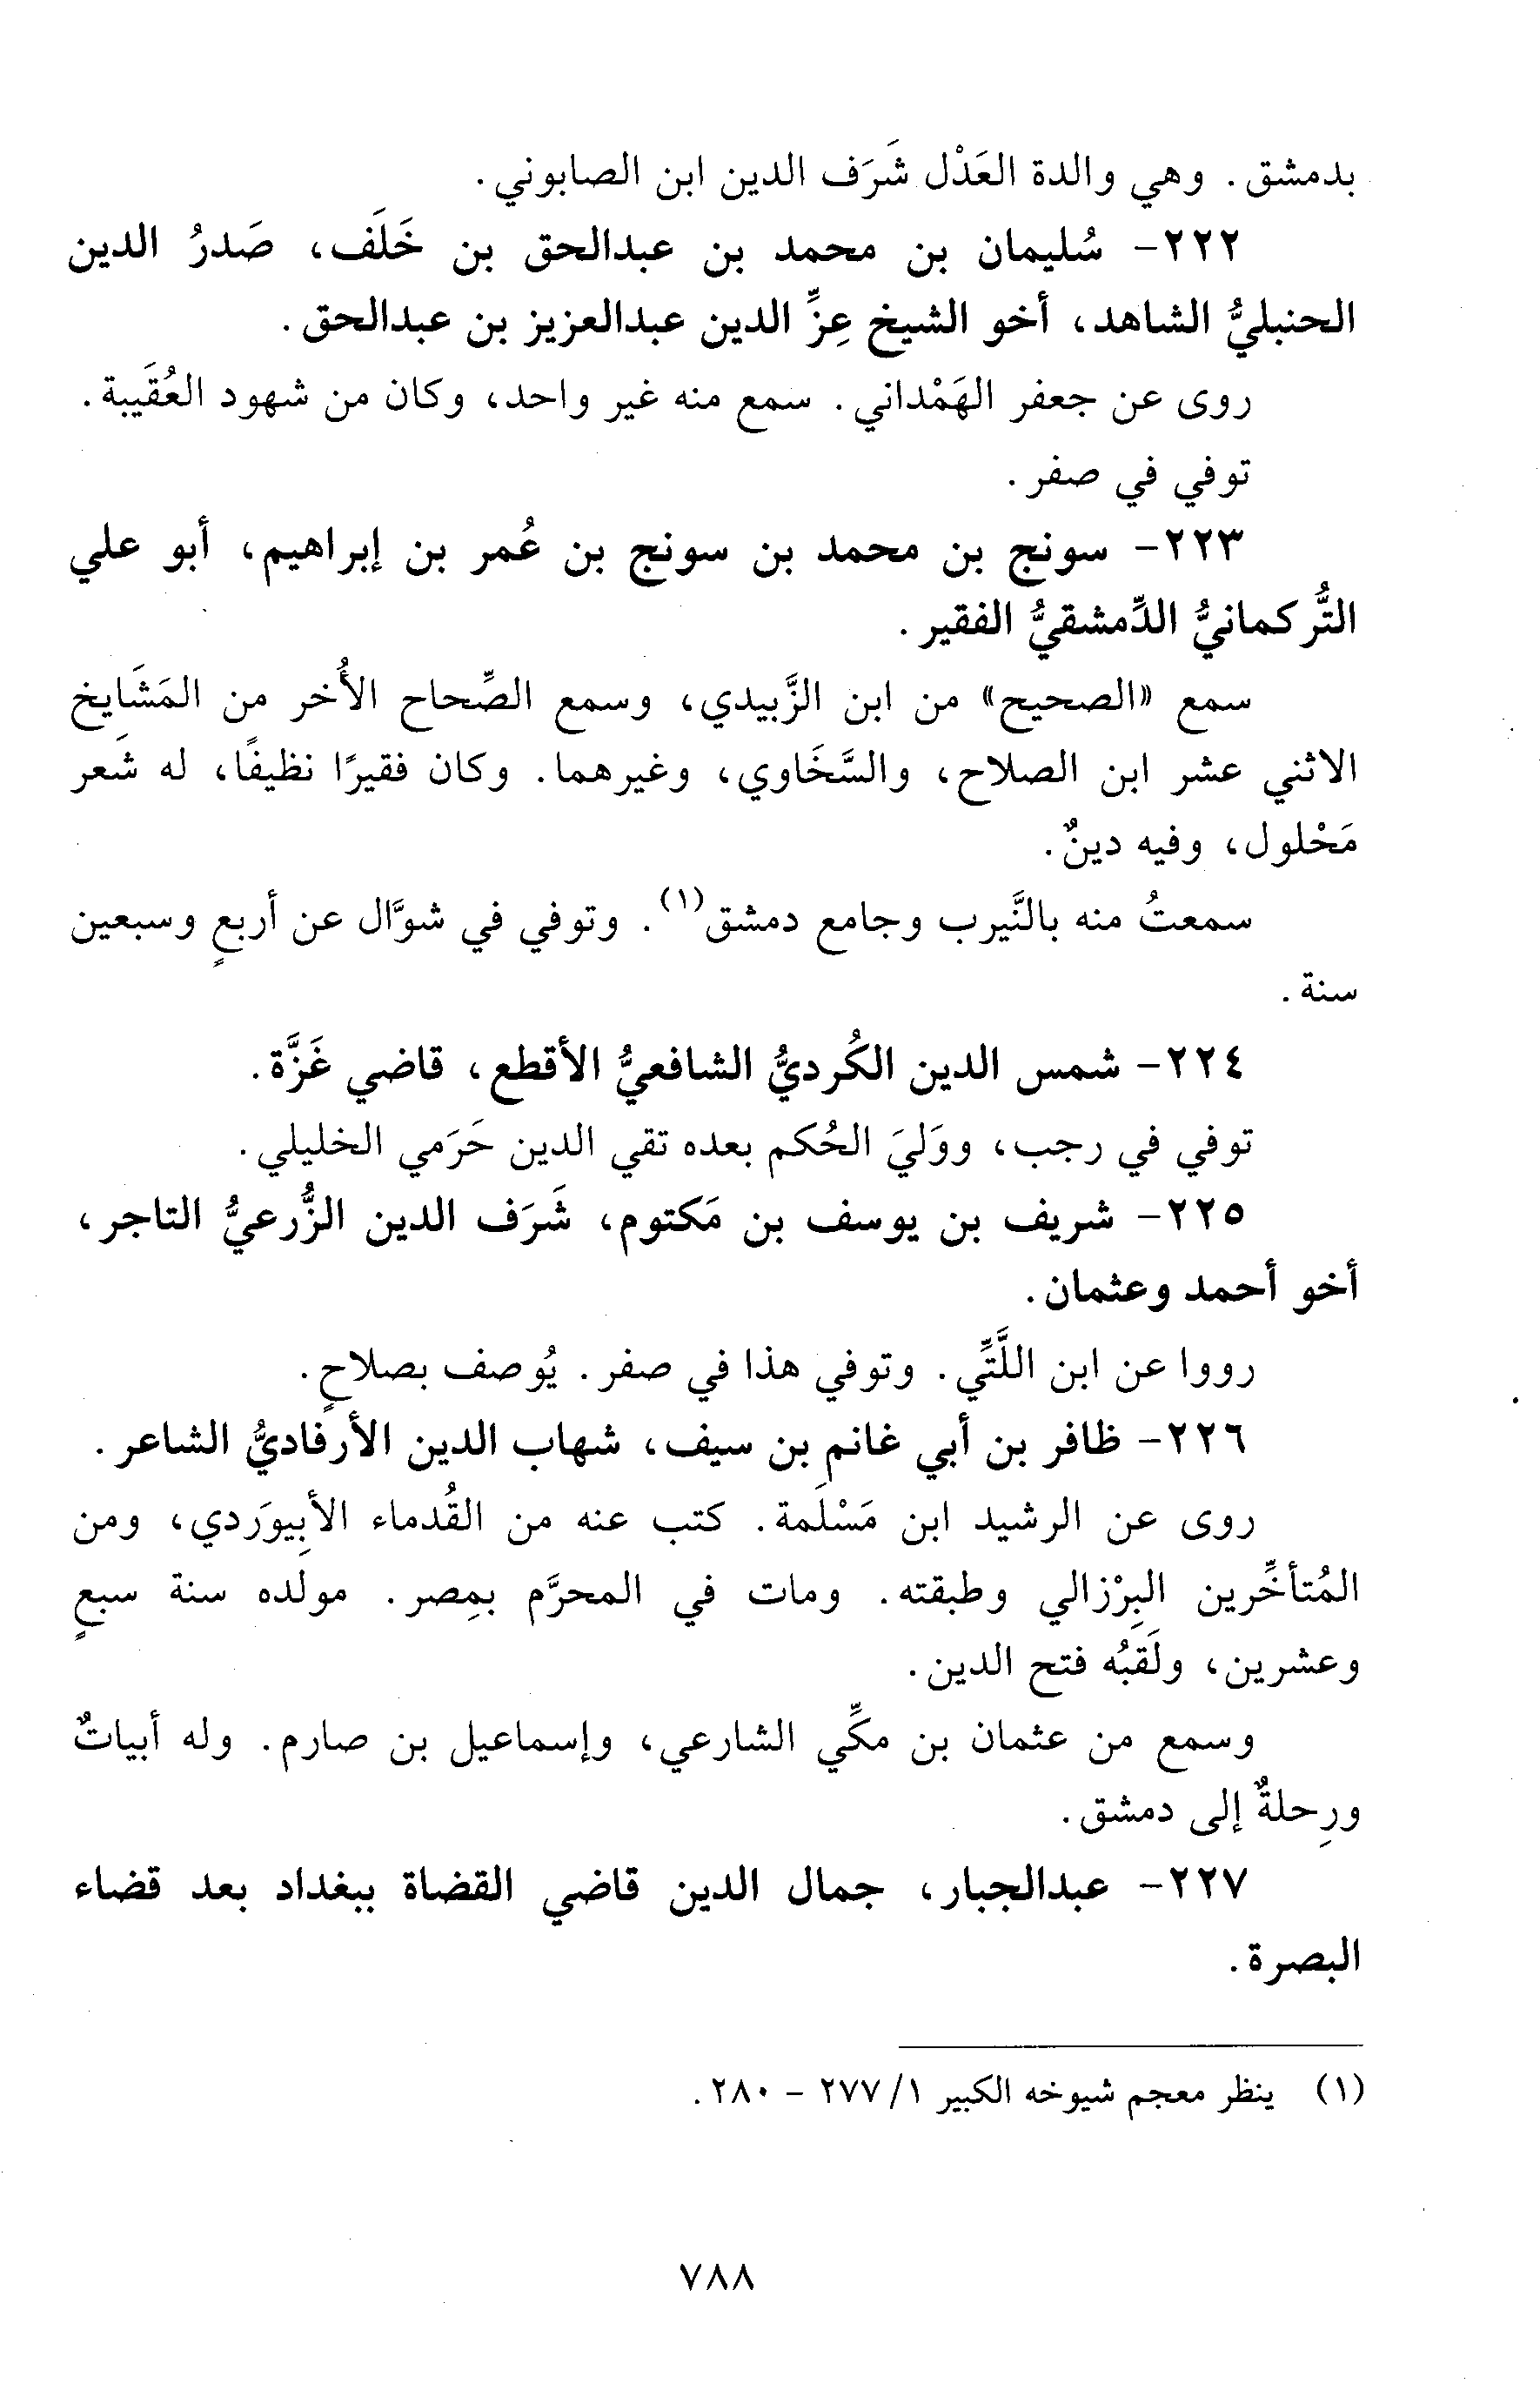 بدمشق. وهي والدة العَدْل شَرَف الدين ابن الصابوني.
٢٢٢- سُليمان بن محمد بن عبدالحق بن خَلَف، صَدرُ الدين
الحنبليُّ الشاهد، أخو الشيخ عِزِّ الدين عبدالعزيز بن عبدالحق.
روى عن جعفر الهَمْداني. سمع منه غير واحد، وكان من شهود العُقَيبة.
توفي في صفر.
٢٢٣- سونج بن محمد بن سونج بن عُمر بن إبراهيم، أبو علي
التُّركمانيُّ الدِّمشقيُّ الفقير.
سمع «الصحيح» من ابن الزَّبيدي، وسمع الصِّحاح الأُخر من المَشَايِخ
الاثني عشر ابن الصلاح، والسَّخَاوي، وغيرهما. وكان فقيرًا نظيفًا، له شعر
مَحْلول، وفيه دينٌ.
سمعتُ منه بالنَّيرب وجامع دمشق(١). وتوفي في شوَّال عن أربعٍ وسبعين
سنة.
٢٢٤- شمس الدين الكُرديُّ الشافعيُّ الأقطع، قاضي غَزَّة.
توفي في رجب، ووَليَ الحُكم بعده تقي الدين حَرَمي الخليلي.
٢٢٥- شريف بن يوسف بن مَكتوم، شَرَف الدين الزُّرعيُّ التاجر،
أخو أحمد وعثمان.
رووا عن ابن اللَّتِّي. وتوفي هذا في صفر. يُوصف بصلاحٍ.
٢٢٦- ظافر بن أبي غانم بن سيف، شهاب الدين الأرفاديُّ الشاعر.
روى عن الرشيد ابن مَسْلَمة. كتب عنه من القُدماء الأبِيوَردي، ومن
المُتأخِّرين البِرْزالي وطبقته. ومات في المحرَّم بمِصر. مولده سنة سبعٍ
وعشرين، ولَقبُه فتح الدين.
وسمع من عثمان بن مكِّي الشارعي، وإسماعيل بن صارم. وله أبياتٌ
ورِحلةٌ إلى دمشق.
٢٢٧- عبدالجبار، جمال الدين قاضي القضاة ببغداد بعد قضاء
البصرة.
(١) ينظر معجم شيوخه الكبير ١/ ٢٧٧ - ٢٨٠.
٧٨٨